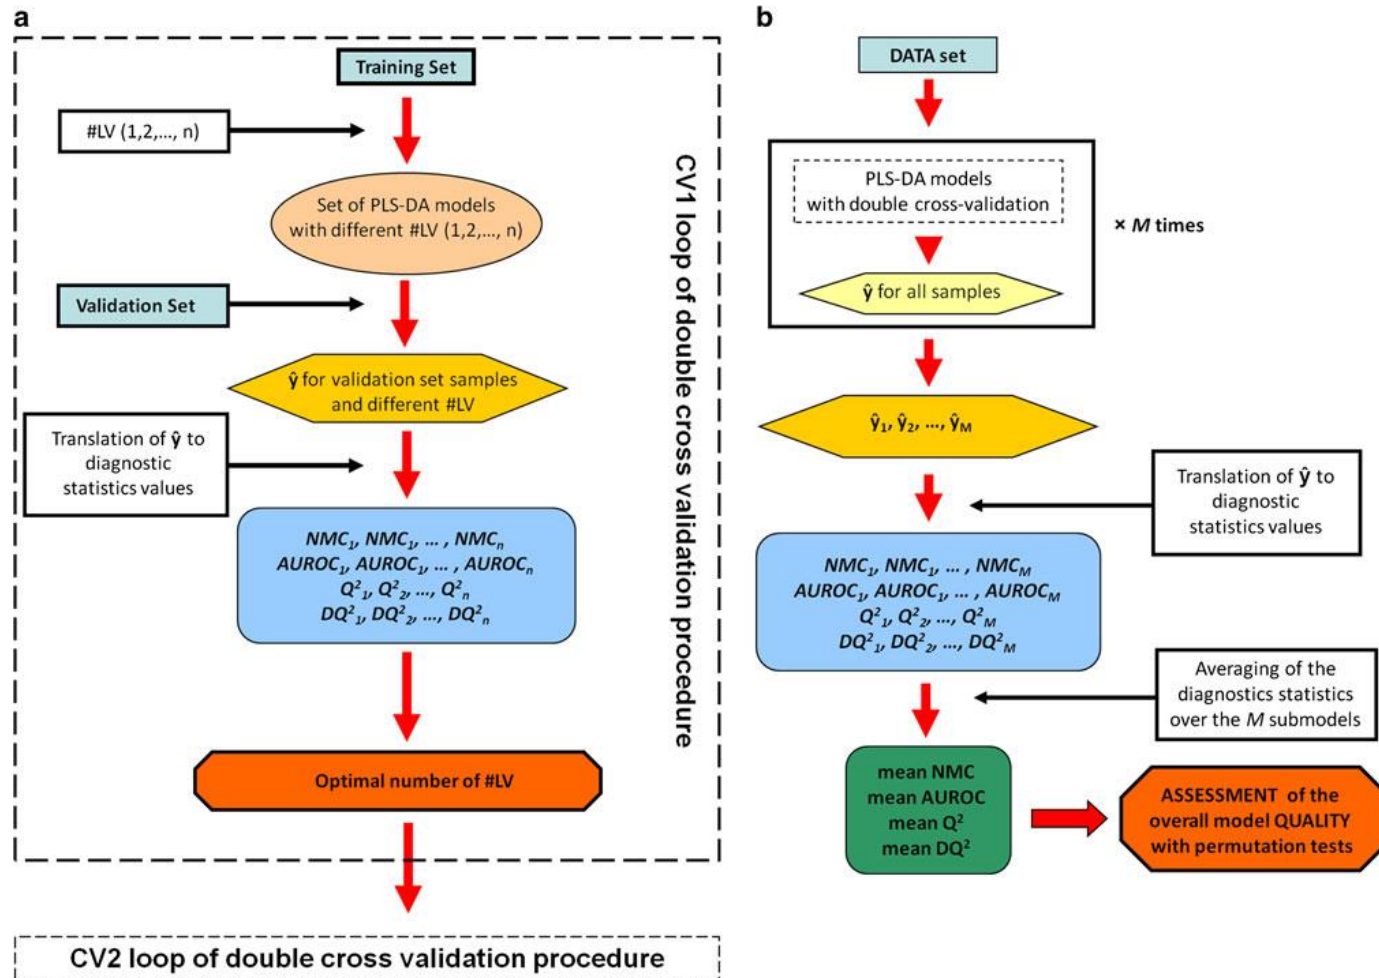 a
Training Set
#LV (1,2,..., n)
Set of PLS-DA models
with different #LV (1,2,..., n)
Validation Set
ŷ for validation set samples
and different #LV
Translation of ŷ to
diagnostic
statistics values
NMC₁, NMC₁, ... , NMCₙ
AUROC₁, AUROC₁, ... , AUROCₙ
Q²₁, Q²₂, ..., Q²ₙ
DQ²₁, DQ²₂, ..., DQ²ₙ
Optimal number of #LV
CV1 loop of double cross validation procedure
CV2 loop of double cross validation procedure
b
DATA set
PLS-DA models
with double cross-validation
ŷ for all samples
× M times
ŷ₁, ŷ₂, ..., ŷ_M
Translation of ŷ to
diagnostic
statistics values
NMC₁, NMC₁, ... , NMC_M
AUROC₁, AUROC₁, ... , AUROC_M
Q²₁, Q²₂, ..., Q²_M
DQ²₁, DQ²₂, ..., DQ²_M
Averaging of the
diagnostics statistics
over the M submodels
mean NMC
mean AUROC
mean Q²
mean DQ²
ASSESSMENT of the
overall model QUALITY
with permutation tests